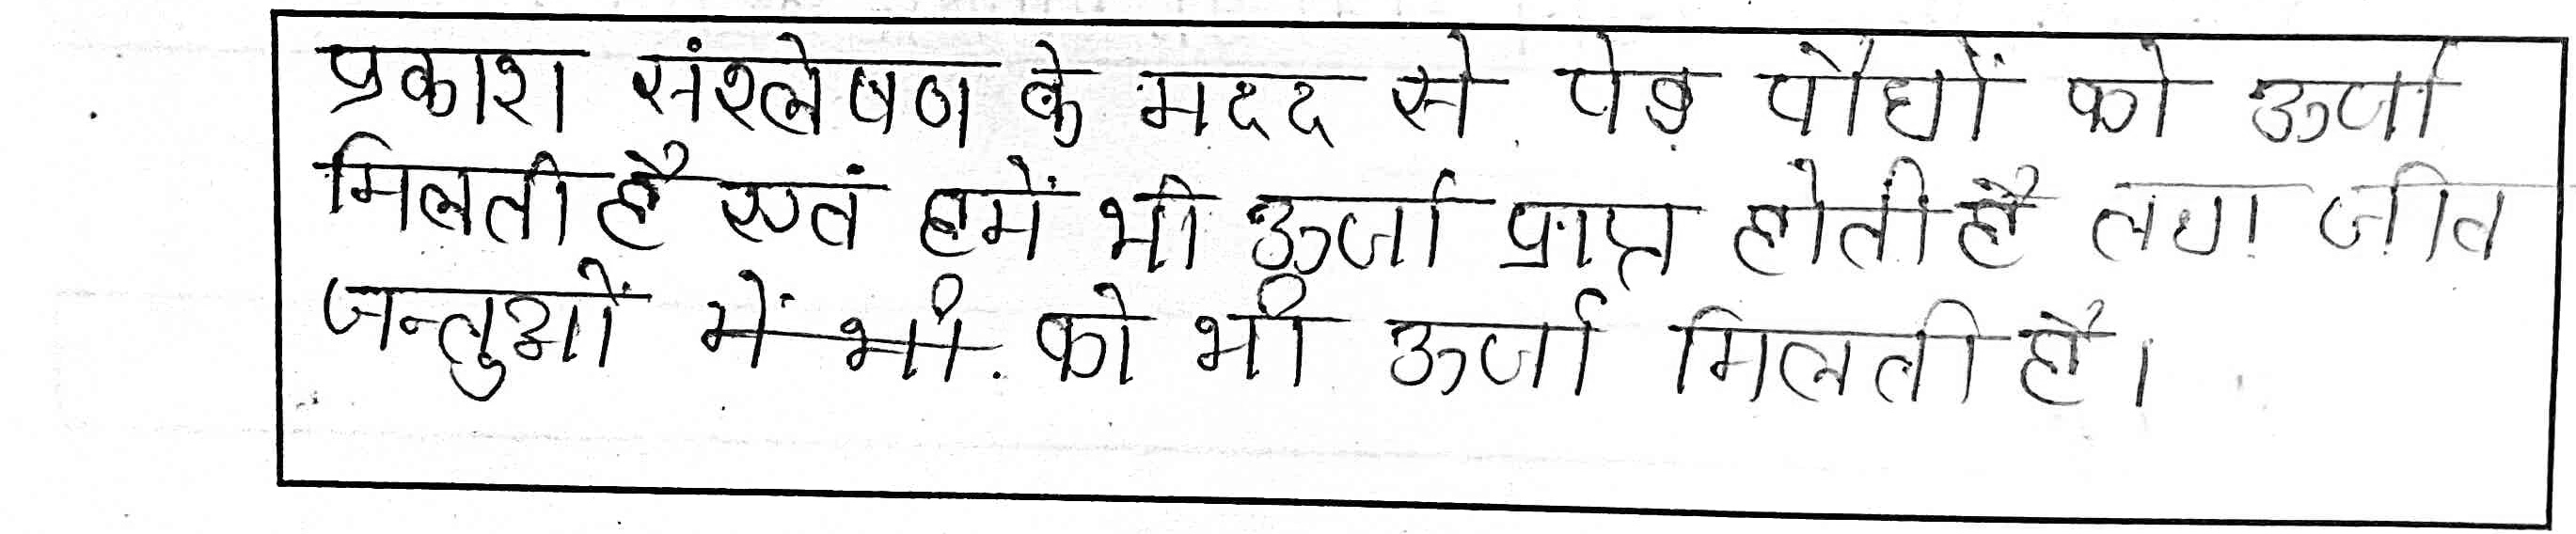 प्रकाश संश्लेषण के मदद से पेड़ पौधों को ऊर्जा
मिलती है एवं हमें भी ऊर्जा प्राप्त होती है तथा जीव
जन्तुओं में भी को भी ऊर्जा मिलती है।